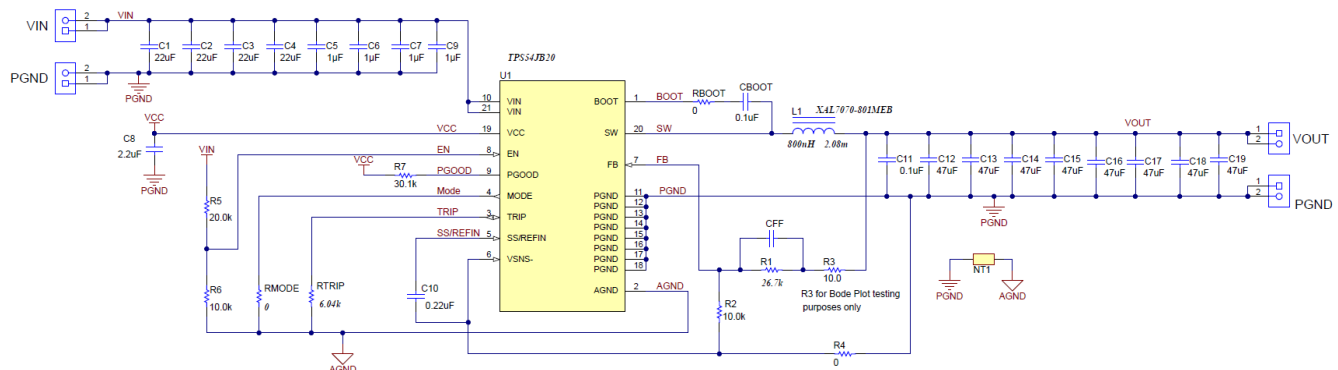 VIN
2
1
PGND
2
1
VIN
C1
22uF
C2
22uF
C3
22uF
C4
22uF
C5
1µF
C6
1µF
C7
1µF
C9
1µF
PGND
VCC
C8
2.2uF
PGND
VCC
EN
VIN
R5
20.0k
R6
10.0k
VCC
R7
30.1k
PGOOD
Mode
TRIP
SS/REFIN
RMODE
0
RTRIP
6.04k
C10
0.22uF
AGND
TPS54JB20
U1
10
VIN
21
VIN
19
VCC
8
EN
9
PGOOD
4
MODE
3
TRIP
5
SS/REFIN
6
VSNS-
BOOT
1
SW
20
FB
7
PGND
11
PGND
12
PGND
13
PGND
14
PGND
15
PGND
16
PGND
17
PGND
18
AGND
2
BOOT
RBOOT
0
CBOOT
0.1uF
SW
L1
XAL7070-801MEB
800nH
2.08m
FB
PGND
AGND
CFF
R1
26.7k
R3
10.0
R3 for Bode Plot testing
purposes only
R2
10.0k
R4
0
VOUT
C11
0.1uF
C12
47uF
C13
47uF
C14
47uF
C15
47uF
C16
47uF
C17
47uF
C18
47uF
C19
47uF
PGND
1
2
VOUT
1
2
PGND
NT1
PGND
AGND